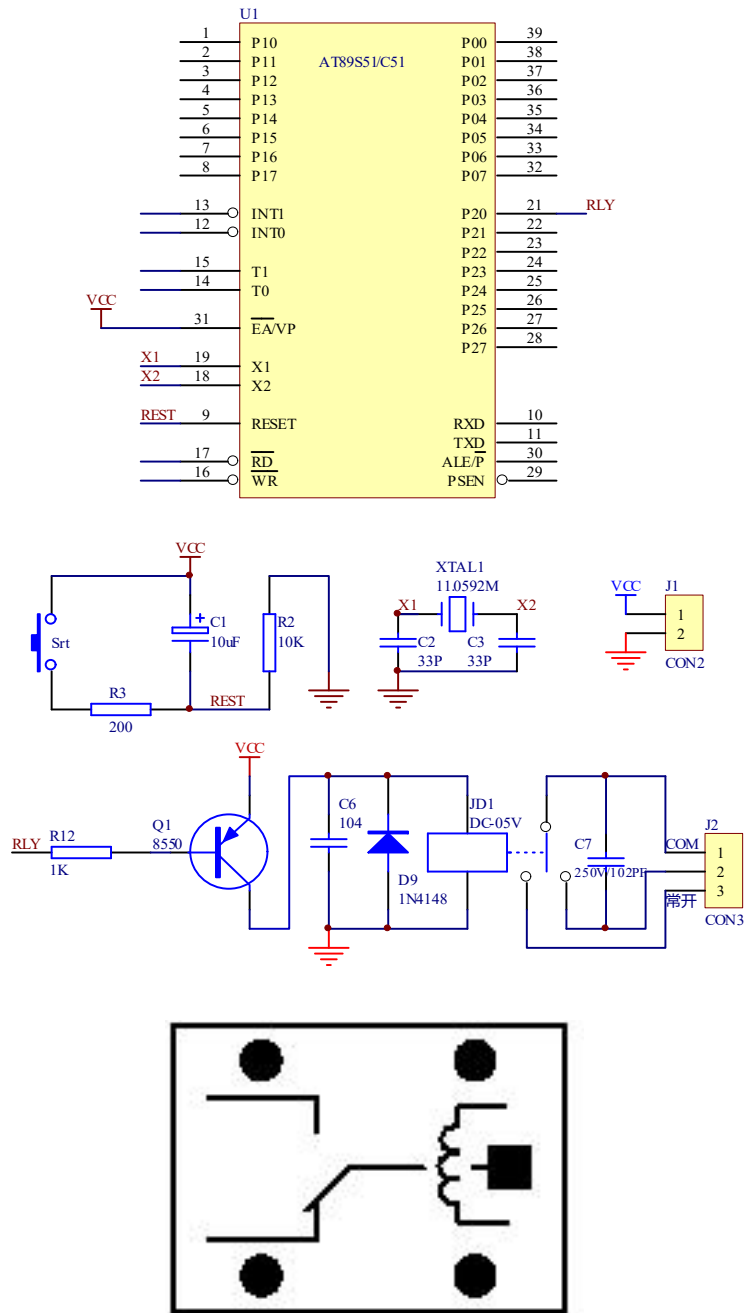 U1
AT89S51/C51
1 P10 P00 39
2 P11 P01 38
3 P12 P02 37
4 P13 P03 36
5 P14 P04 35
6 P15 P05 34
7 P16 P06 33
8 P17 P07 32
13 INT1 P20 21 RLY
12 INT0 P21 22
P22 23
15 T1 P23 24
14 T0 P24 25
VCC
P25 26
31 EA/VP P26 27
P27 28
X1 19 X1
X2 18 X2
REST 9 RESET RXD 10
TXD 11
17 RD ALE/P 30
16 WR PSEN 29
VCC
Srt
C1
10uF
R2
10K
R3
200
REST
XTAL1
11.0592M
X1 X2
C2 C3
33P 33P
VCC
J1
1
2
CON2
VCC
RLY
R12
1K
Q1
8550
C6
104
D9
1N4148
JD1
DC-05V
C7
250V/102PF
COM
常开
J2
1
2
3
CON3